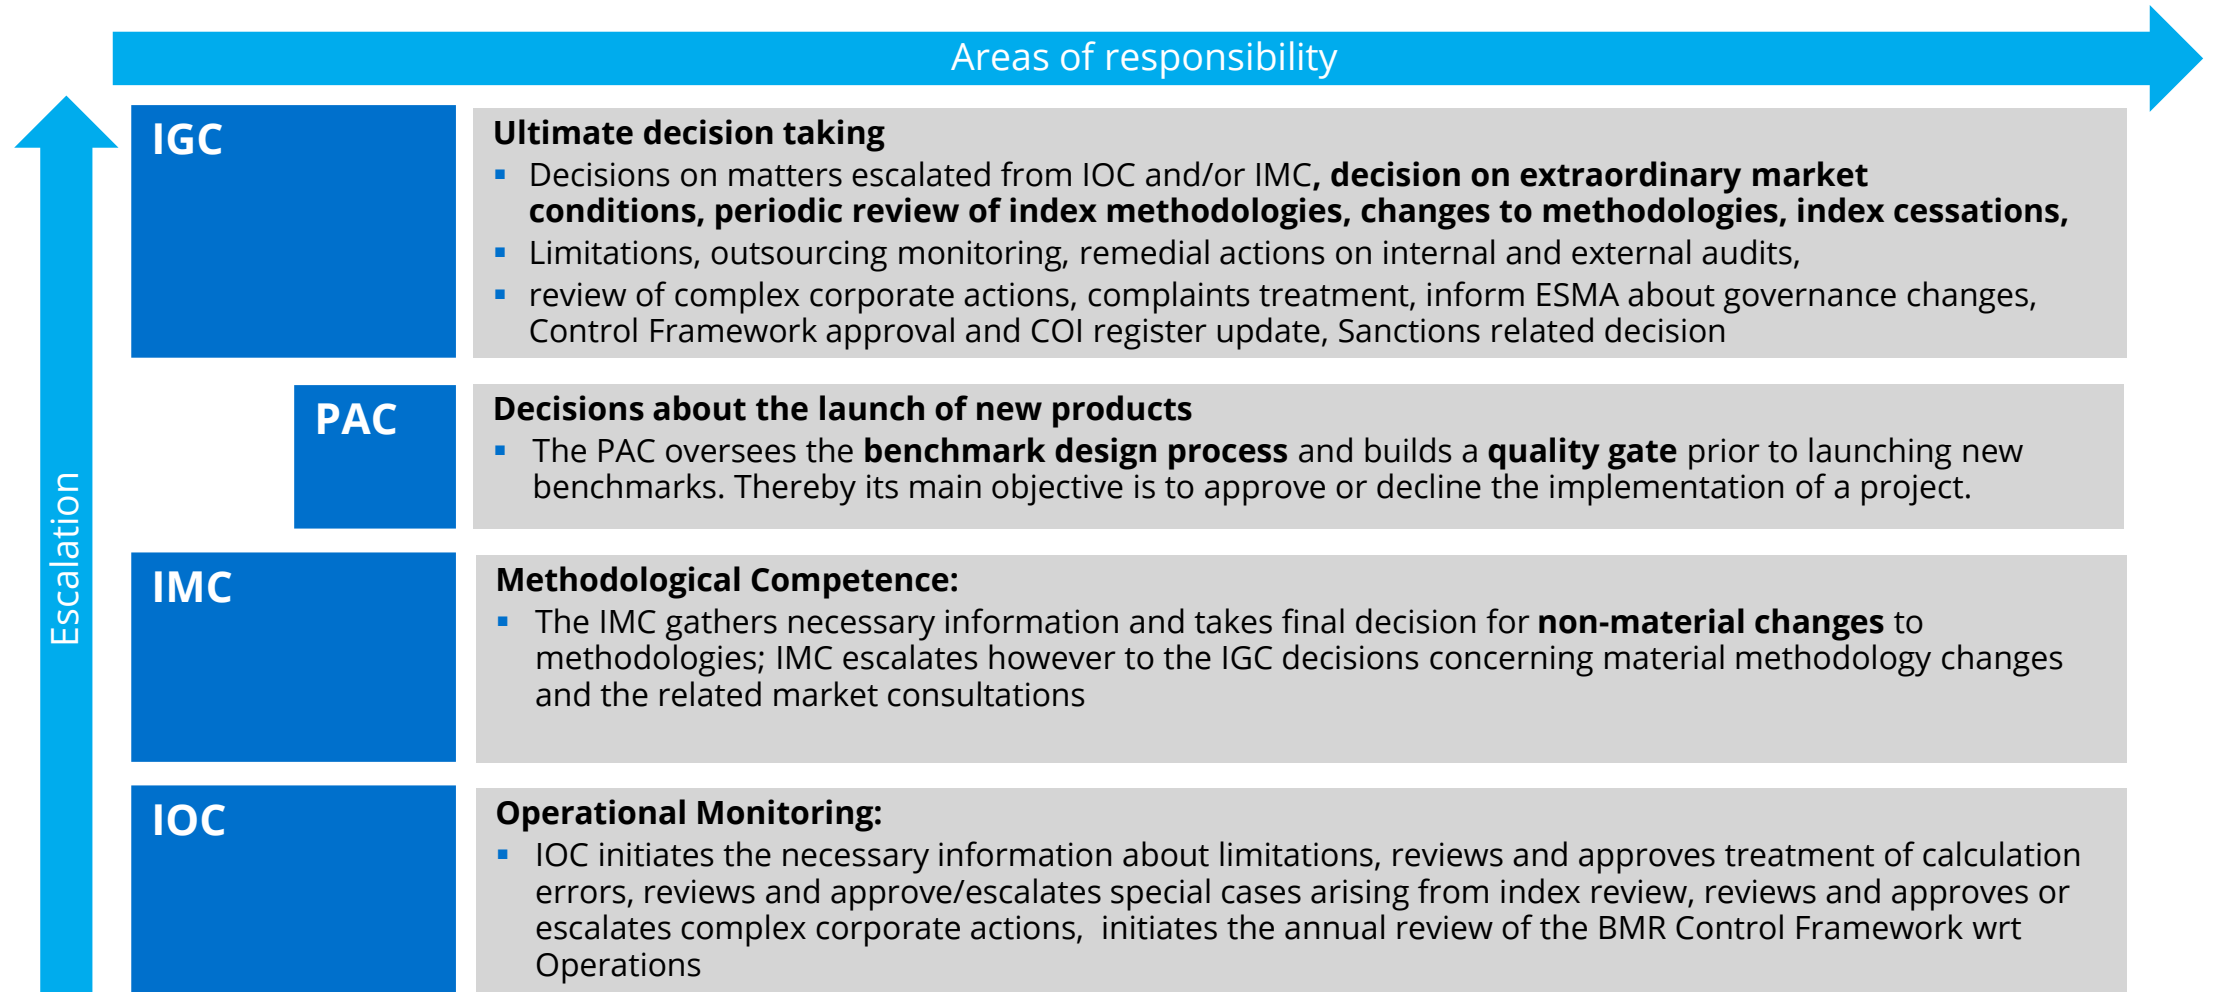 Areas of responsibility
Escalation
IGC
Ultimate decision taking
▪ Decisions on matters escalated from IOC and/or IMC, decision on extraordinary market
conditions, periodic review of index methodologies, changes to methodologies, index cessations,
▪ Limitations, outsourcing monitoring, remedial actions on internal and external audits,
▪ review of complex corporate actions, complaints treatment, inform ESMA about governance changes,
Control Framework approval and COI register update, Sanctions related decision
PAC
Decisions about the launch of new products
▪ The PAC oversees the benchmark design process and builds a quality gate prior to launching new
benchmarks. Thereby its main objective is to approve or decline the implementation of a project.
IMC
Methodological Competence:
▪ The IMC gathers necessary information and takes final decision for non-material changes to
methodologies; IMC escalates however to the IGC decisions concerning material methodology changes
and the related market consultations
IOC
Operational Monitoring:
▪ IOC initiates the necessary information about limitations, reviews and approves treatment of calculation
errors, reviews and approve/escalates special cases arising from index review, reviews and approves or
escalates complex corporate actions,  initiates the annual review of the BMR Control Framework wrt
Operations